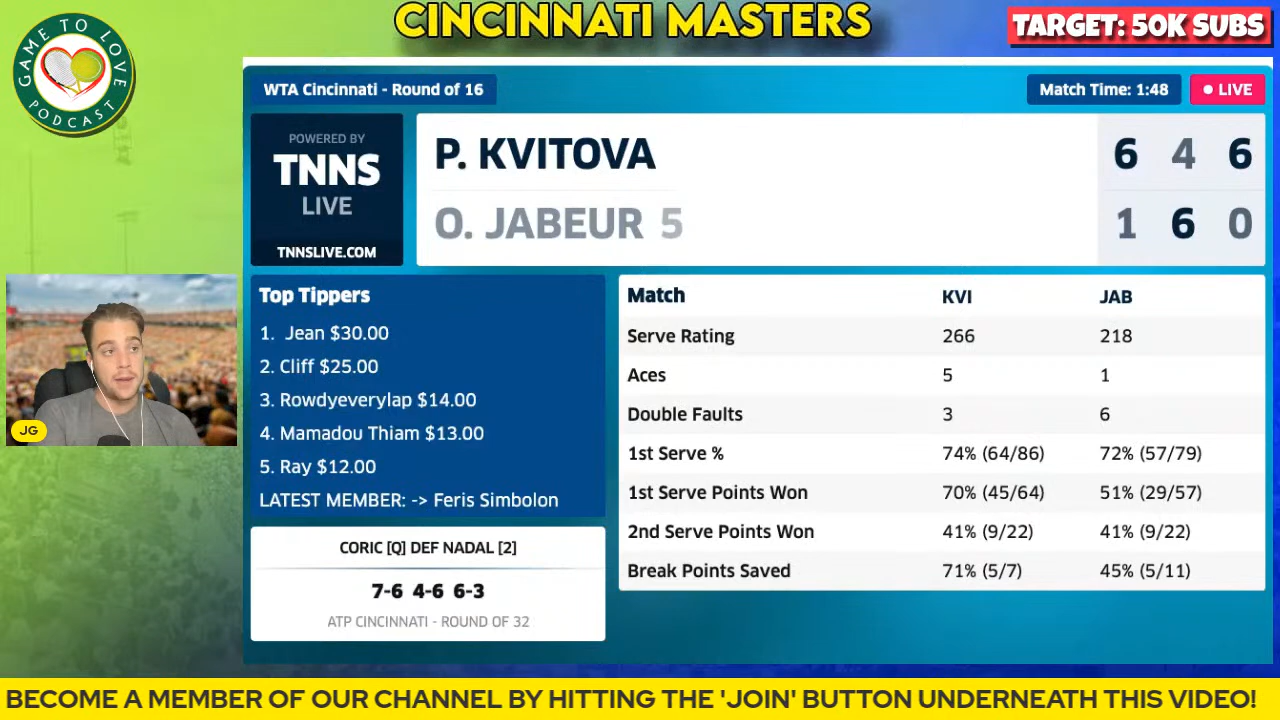 CINCINNATI MASTERS
TARGET: 50K SUBS
GAME TO LOVE
PODCAST
WTA Cincinnati - Round of 16
Match Time: 1:48
LIVE
POWERED BY
TNNS
LIVE
TNNSLIVE.COM
P. KVITOVA 6 4 6
O. JABEUR 5 1 6 0
Top Tippers
1. Jean $30.00
2. Cliff $25.00
3. Rowdyeverylap $14.00
4. Mamadou Thiam $13.00
5. Ray $12.00
LATEST MEMBER: -> Feris Simbolon
JG
CORIC [Q] DEF NADAL [2]
7-6 4-6 6-3
ATP CINCINNATI - ROUND OF 32
Match KVI JAB
Serve Rating 266 218
Aces 5 1
Double Faults 3 6
1st Serve % 74% (64/86) 72% (57/79)
1st Serve Points Won 70% (45/64) 51% (29/57)
2nd Serve Points Won 41% (9/22) 41% (9/22)
Break Points Saved 71% (5/7) 45% (5/11)
BECOME A MEMBER OF OUR CHANNEL BY HITTING THE 'JOIN' BUTTON UNDERNEATH THIS VIDEO!